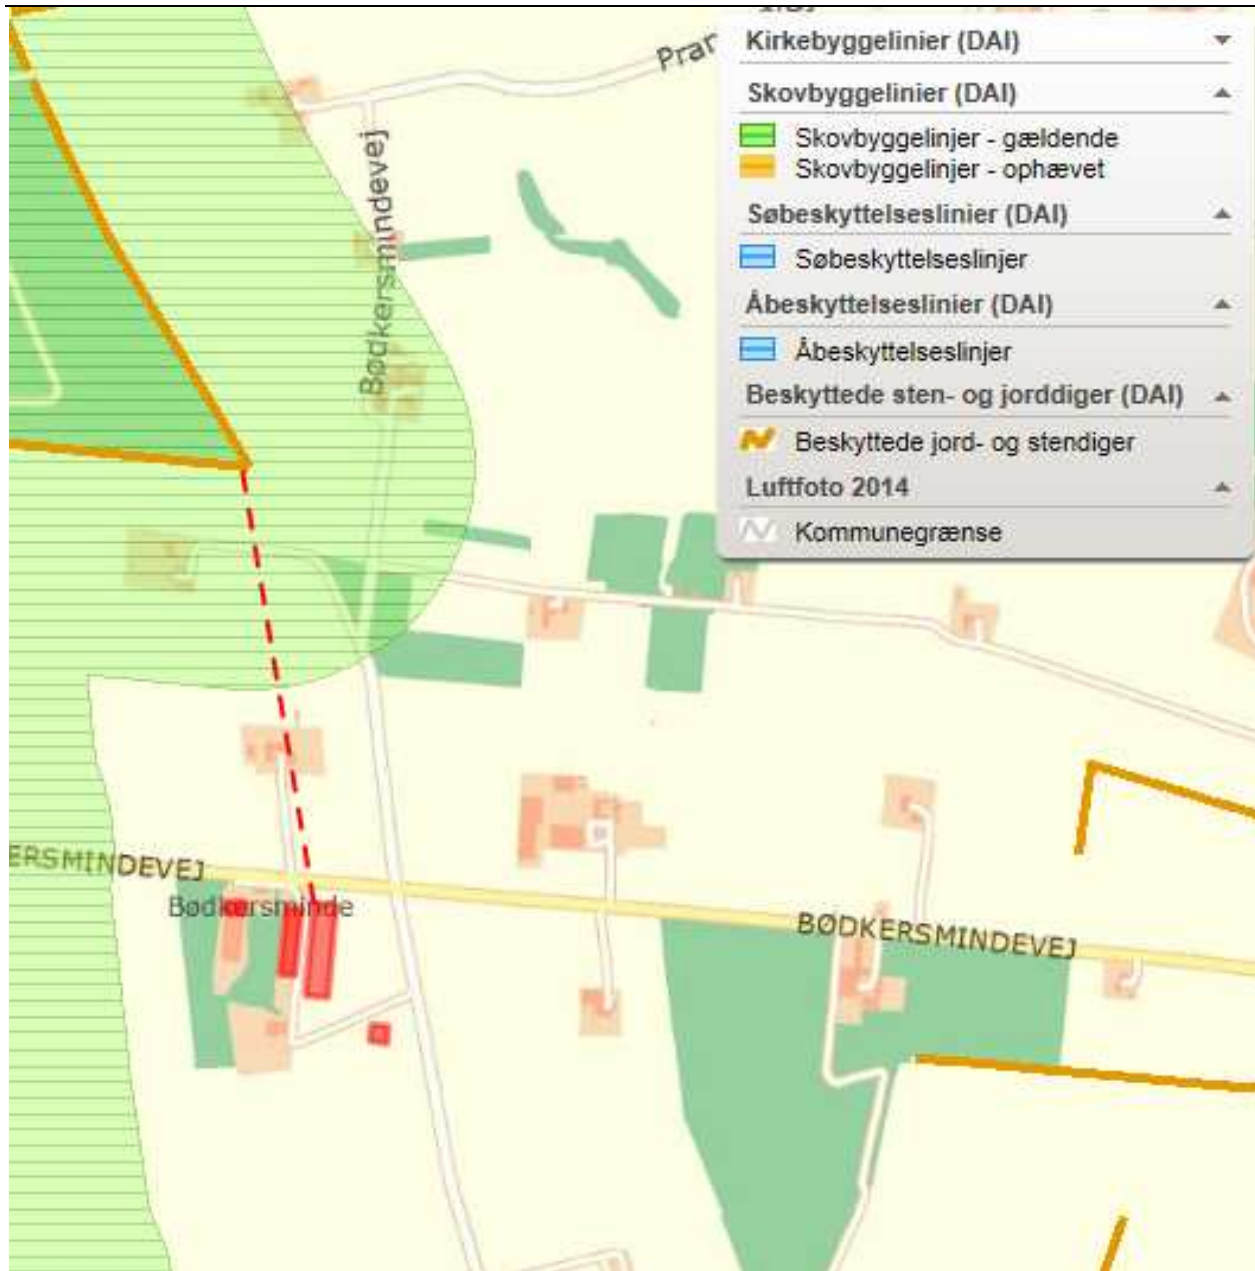 Kirkebyggelinier (DAI)
Skovbyggelinier (DAI)
Skovbyggelinjer - gældende
Skovbyggelinjer - ophævet
Søbeskyttelseslinier (DAI)
Søbeskyttelseslinjer
Åbeskyttelseslinier (DAI)
Åbeskyttelseslinjer
Beskyttede sten- og jorddiger (DAI)
Beskyttede jord- og stendiger
Luftfoto 2014
Kommunegrænse
Prar
Bødkersmindevej
ERSMINDEVEJ
Bødkersminde
BØDKERSMINDEVEJ